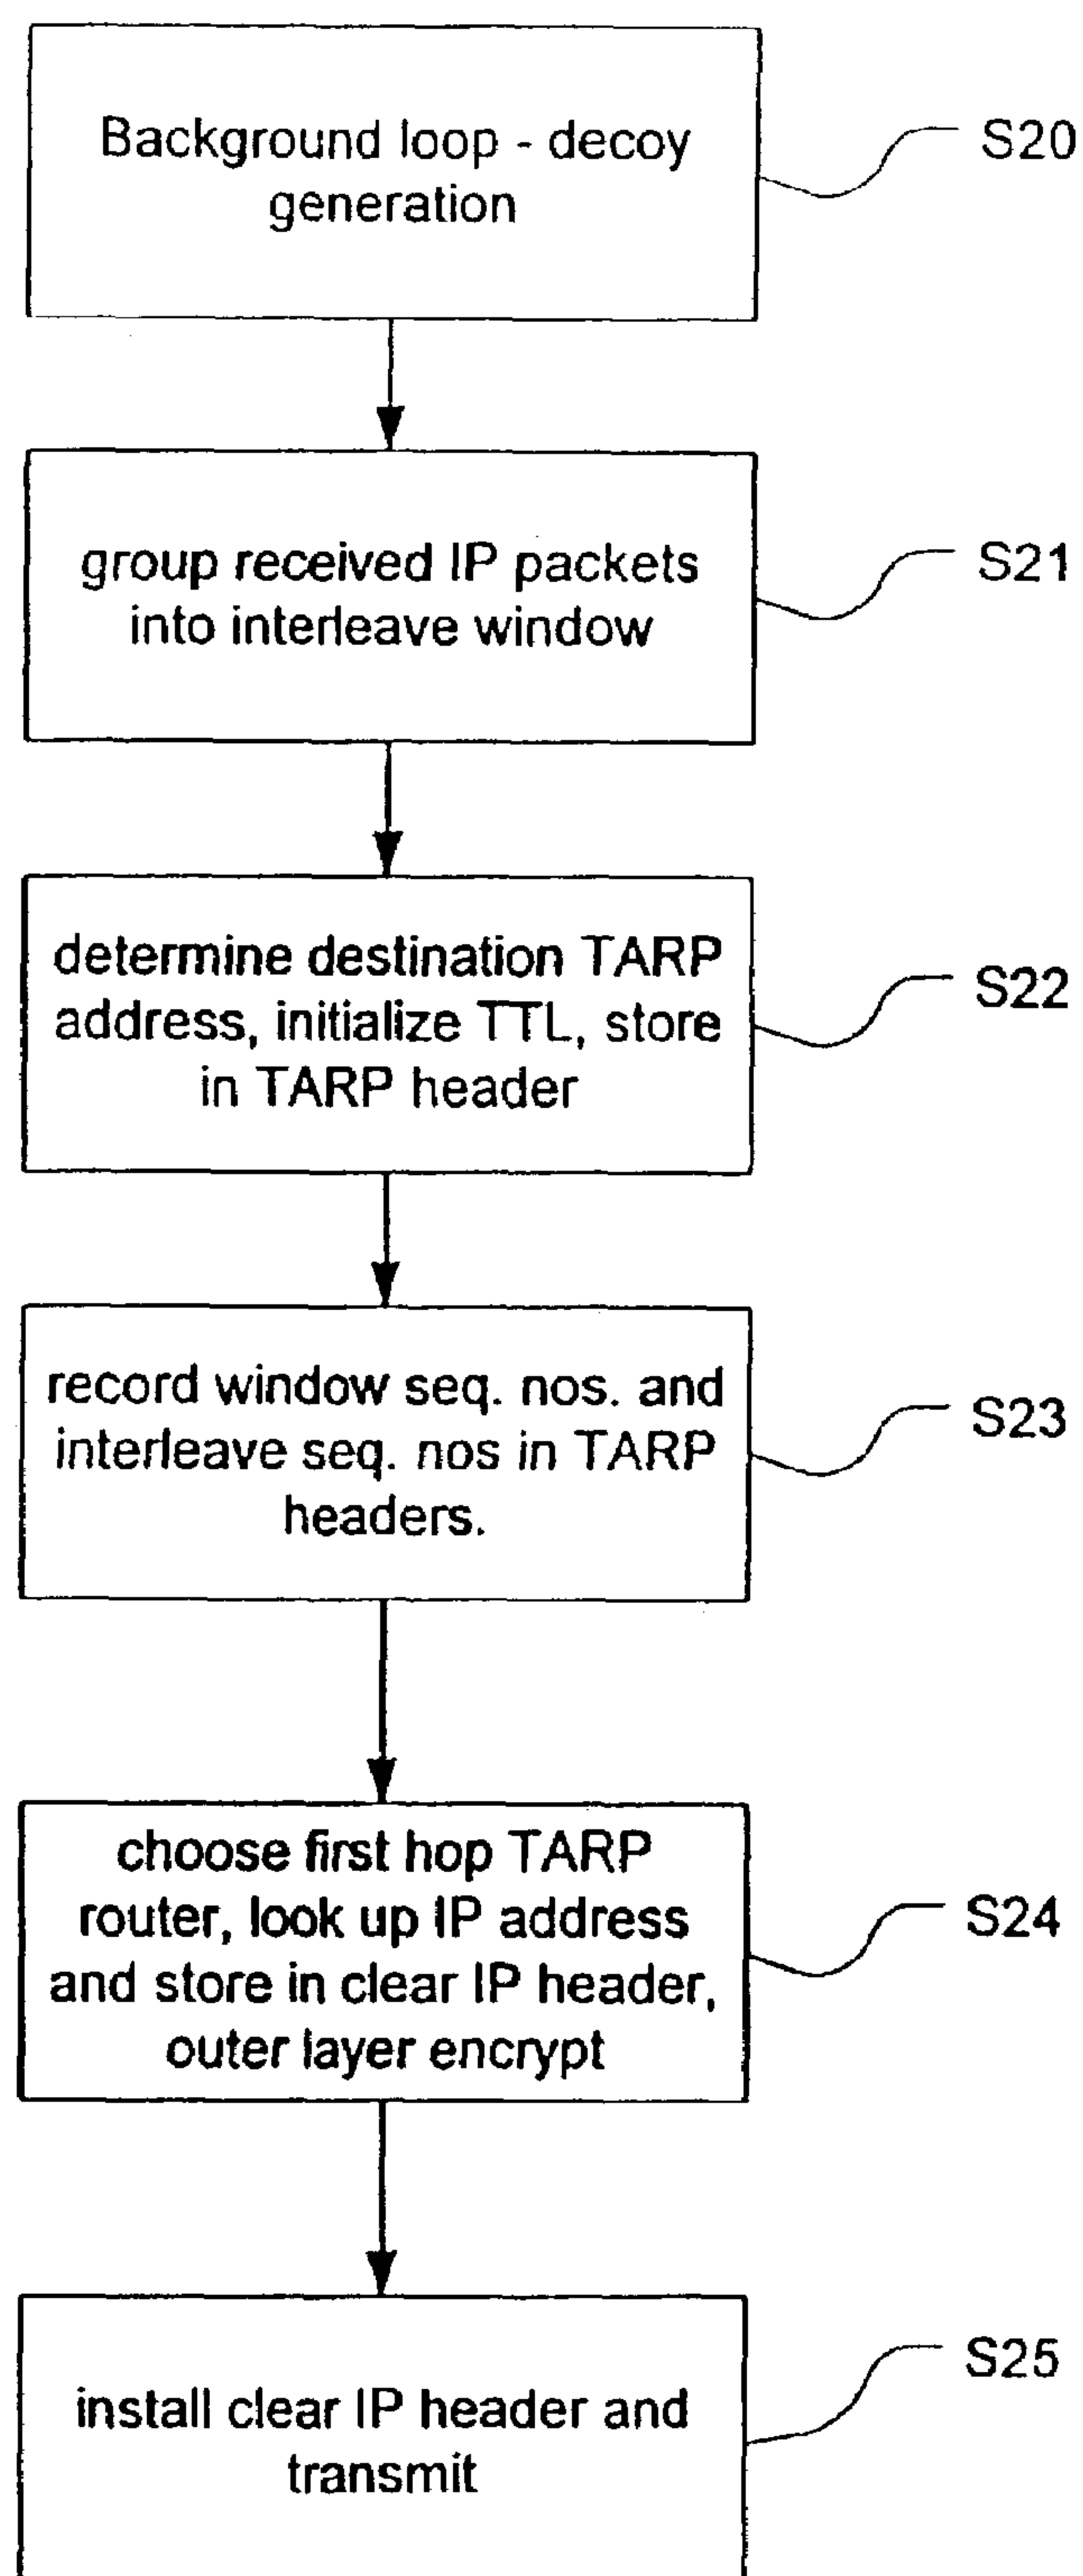 Background loop - decoy
generation
S20
group received IP packets
into interleave window
S21
determine destination TARP
address, initialize TTL, store
in TARP header
S22
record window seq. nos. and
interleave seq. nos in TARP
headers.
S23
choose first hop TARP
router, look up IP address
and store in clear IP header,
outer layer encrypt
S24
install clear IP header and
transmit
S25